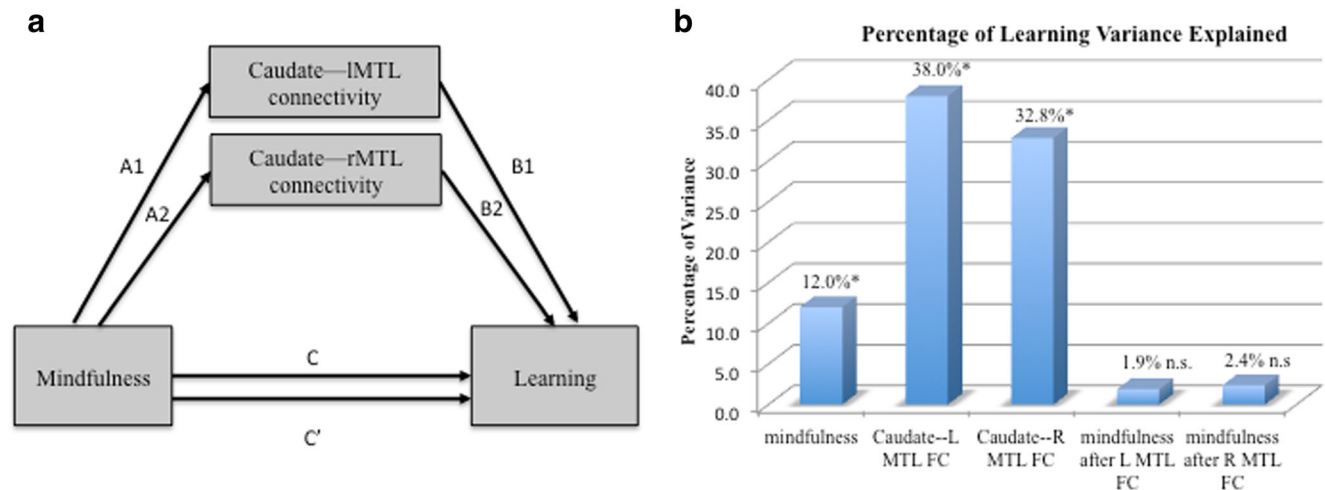 a
Caudate—lMTL
connectivity
Caudate—rMTL
connectivity
A1
A2
B1
B2
Mindfulness
C
C′
Learning
b
Percentage of Learning Variance Explained
Percentage of Variance
40.0
35.0
30.0
25.0
20.0
15.0
10.0
5.0
0.0
12.0%*
38.0%*
32.8%*
1.9% n.s.
2.4% n.s
mindfulness
Caudate--L
MTL FC
Caudate--R
MTL FC
mindfulness
after L MTL
FC
mindfulness
after R MTL
FC